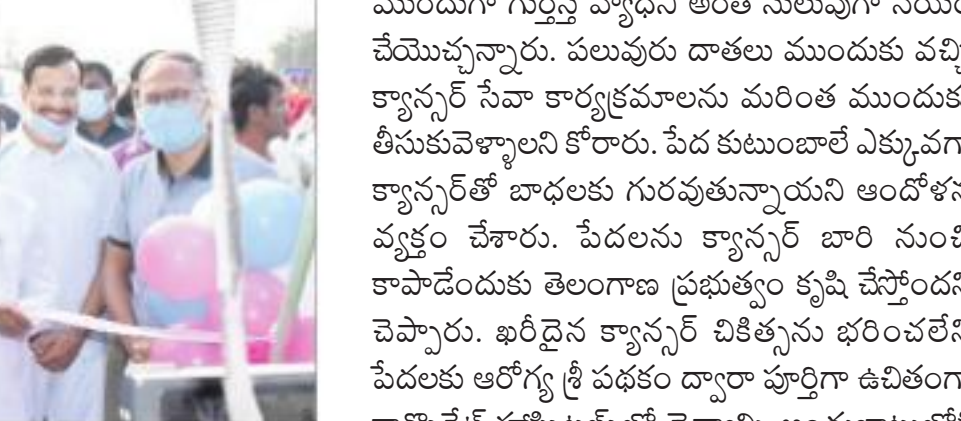 ముందుగా గుర్తిస్తే వ్యాధిని అంత సులువుగా నయం
చేయొచ్చన్నారు. పలువురు దాతలు ముందుకు వచ్చి
క్యాన్సర్ సేవా కార్యక్రమాలను మరింత ముందుకు
తీసుకువెళ్ళాలని కోరారు. పేద కుటుంబాలే ఎక్కువగా
క్యాన్సర్‌తో బాధలకు గురవుతున్నాయని ఆందోళన
వ్యక్తం చేశారు. పేదలను క్యాన్సర్ బారి నుంచి
కాపాడేందుకు తెలంగాణ ప్రభుత్వం కృషి చేస్తోందని
చెప్పారు. ఖరీదైన క్యాన్సర్ చికిత్సను భరించలేని
పేదలకు ఆరోగ్య శ్రీ పథకం ద్వారా పూర్తిగా ఉచితంగా